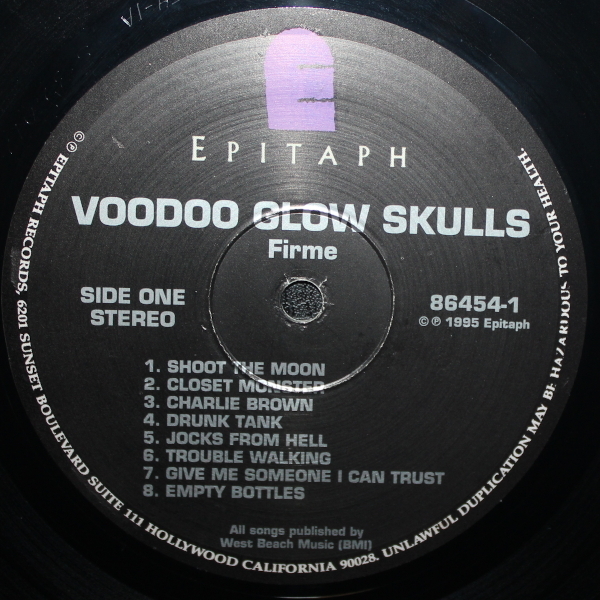 EPITAPH
VOODOO GLOW SKULLS
Firme
SIDE ONE
STEREO
86454-1
© ℗ 1995 Epitaph
1. SHOOT THE MOON
2. CLOSET MONSTER
3. CHARLIE BROWN
4. DRUNK TANK
5. JOCKS FROM HELL
6. TROUBLE WALKING
7. GIVE ME SOMEONE I CAN TRUST
8. EMPTY BOTTLES
All songs published by
West Beach Music (BMI)
©℗ EPITAPH RECORDS, 6201 SUNSET BOULEVARD SUITE 111 HOLLYWOOD CALIFORNIA 90028. UNLAWFUL DUPLICATION MAY BE HAZARDOUS TO YOUR HEALTH.